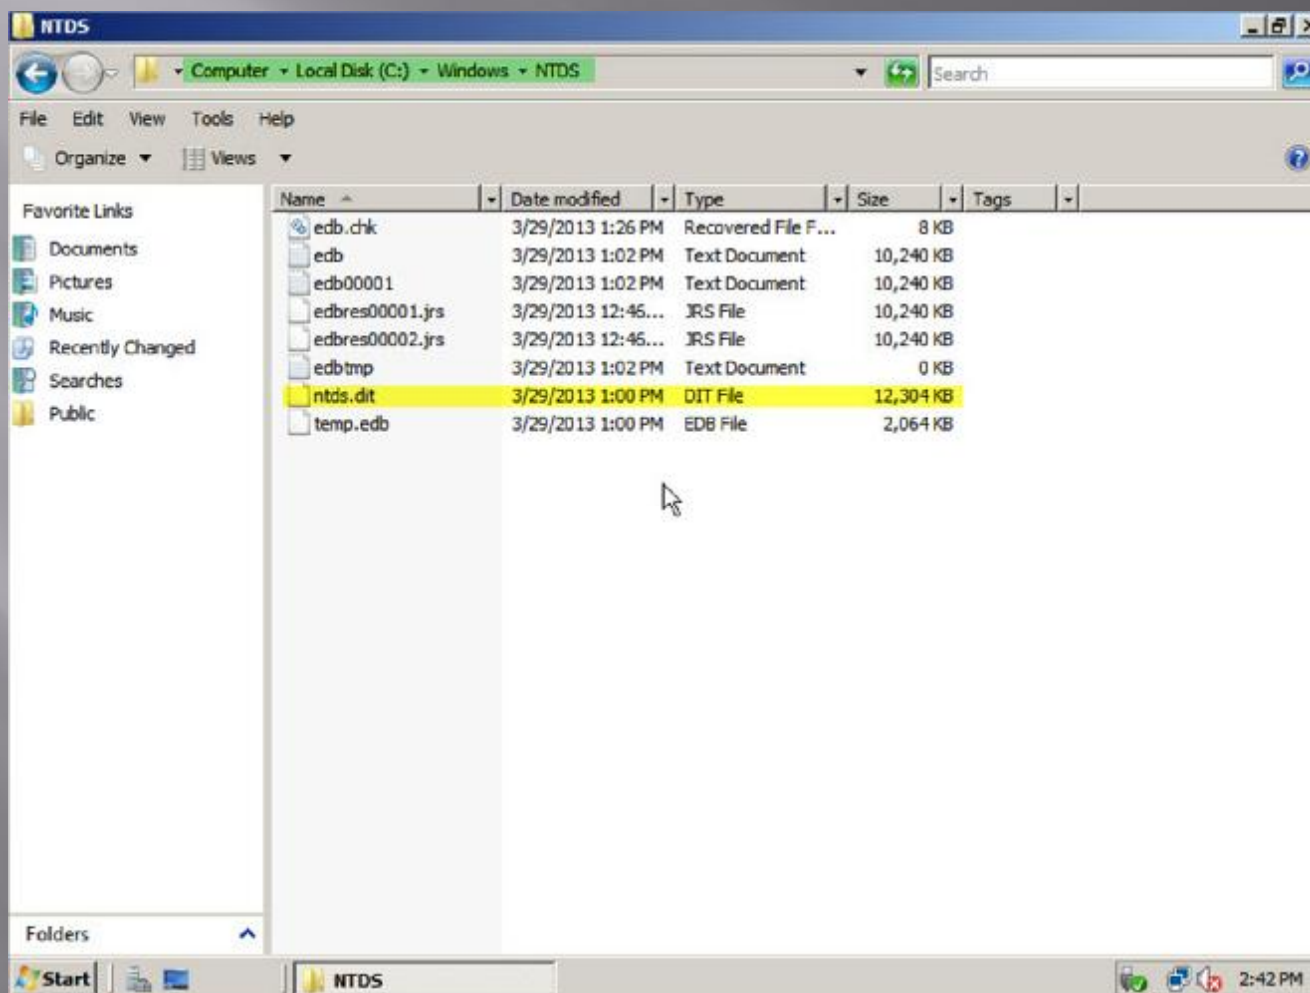 NTDS
Computer Local Disk (C:) Windows NTDS Search
File Edit View Tools Help
Organize Views
Name Date modified Type Size Tags
Favorite Links
Documents
Pictures
Music
Recently Changed
Searches
Public
edb.chk 3/29/2013 1:26 PM Recovered File F... 8 KB
edb 3/29/2013 1:02 PM Text Document 10,240 KB
edb00001 3/29/2013 1:02 PM Text Document 10,240 KB
edbres00001.jrs 3/29/2013 12:46... JRS File 10,240 KB
edbres00002.jrs 3/29/2013 12:46... JRS File 10,240 KB
edbtmp 3/29/2013 1:02 PM Text Document 0 KB
ntds.dit 3/29/2013 1:00 PM DIT File 12,304 KB
temp.edb 3/29/2013 1:00 PM EDB File 2,064 KB
Folders
Start NTDS 2:42 PM